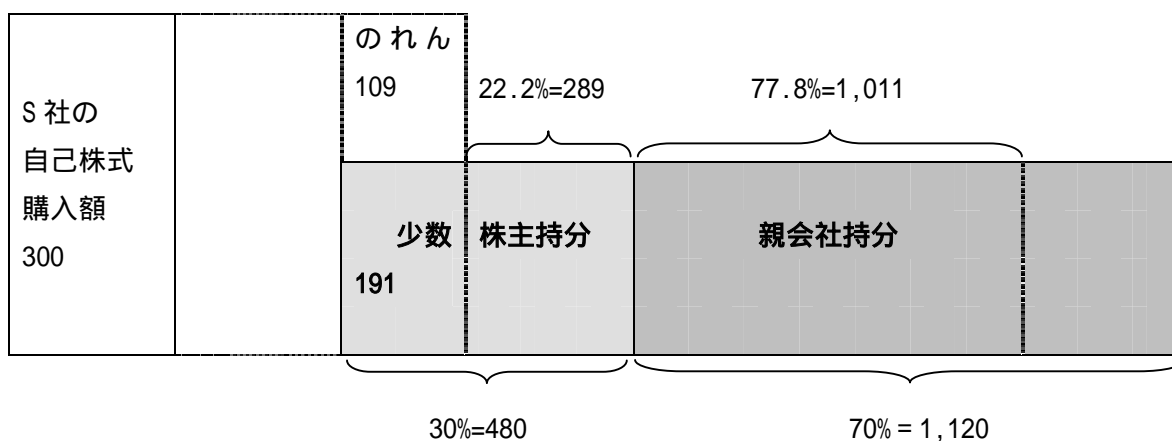 のれん
109
22.2%=289
77.8%=1,011
S社の
自己株式
購入額
300
少数 株主持分
191
親会社持分
30%=480
70%=1,120